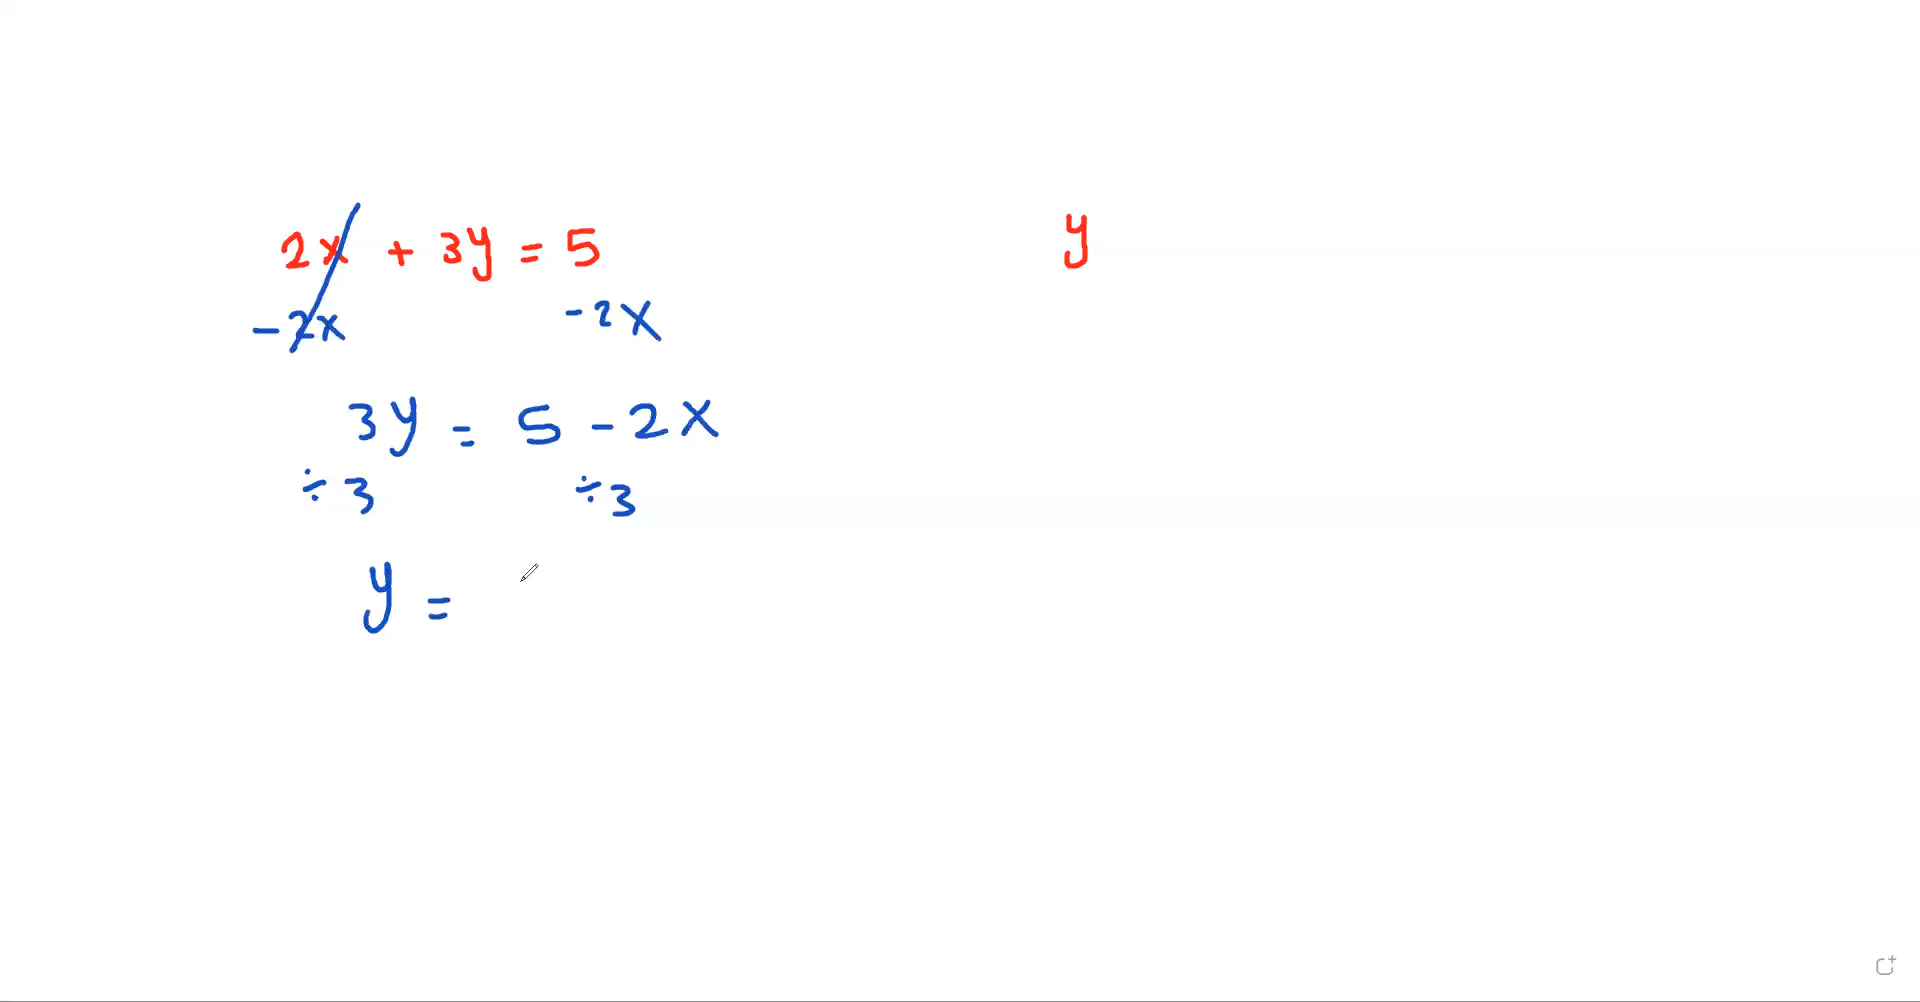 2x + 3y = 5
y
-2x -2x
3y = 5 - 2x
÷3 ÷3
y =